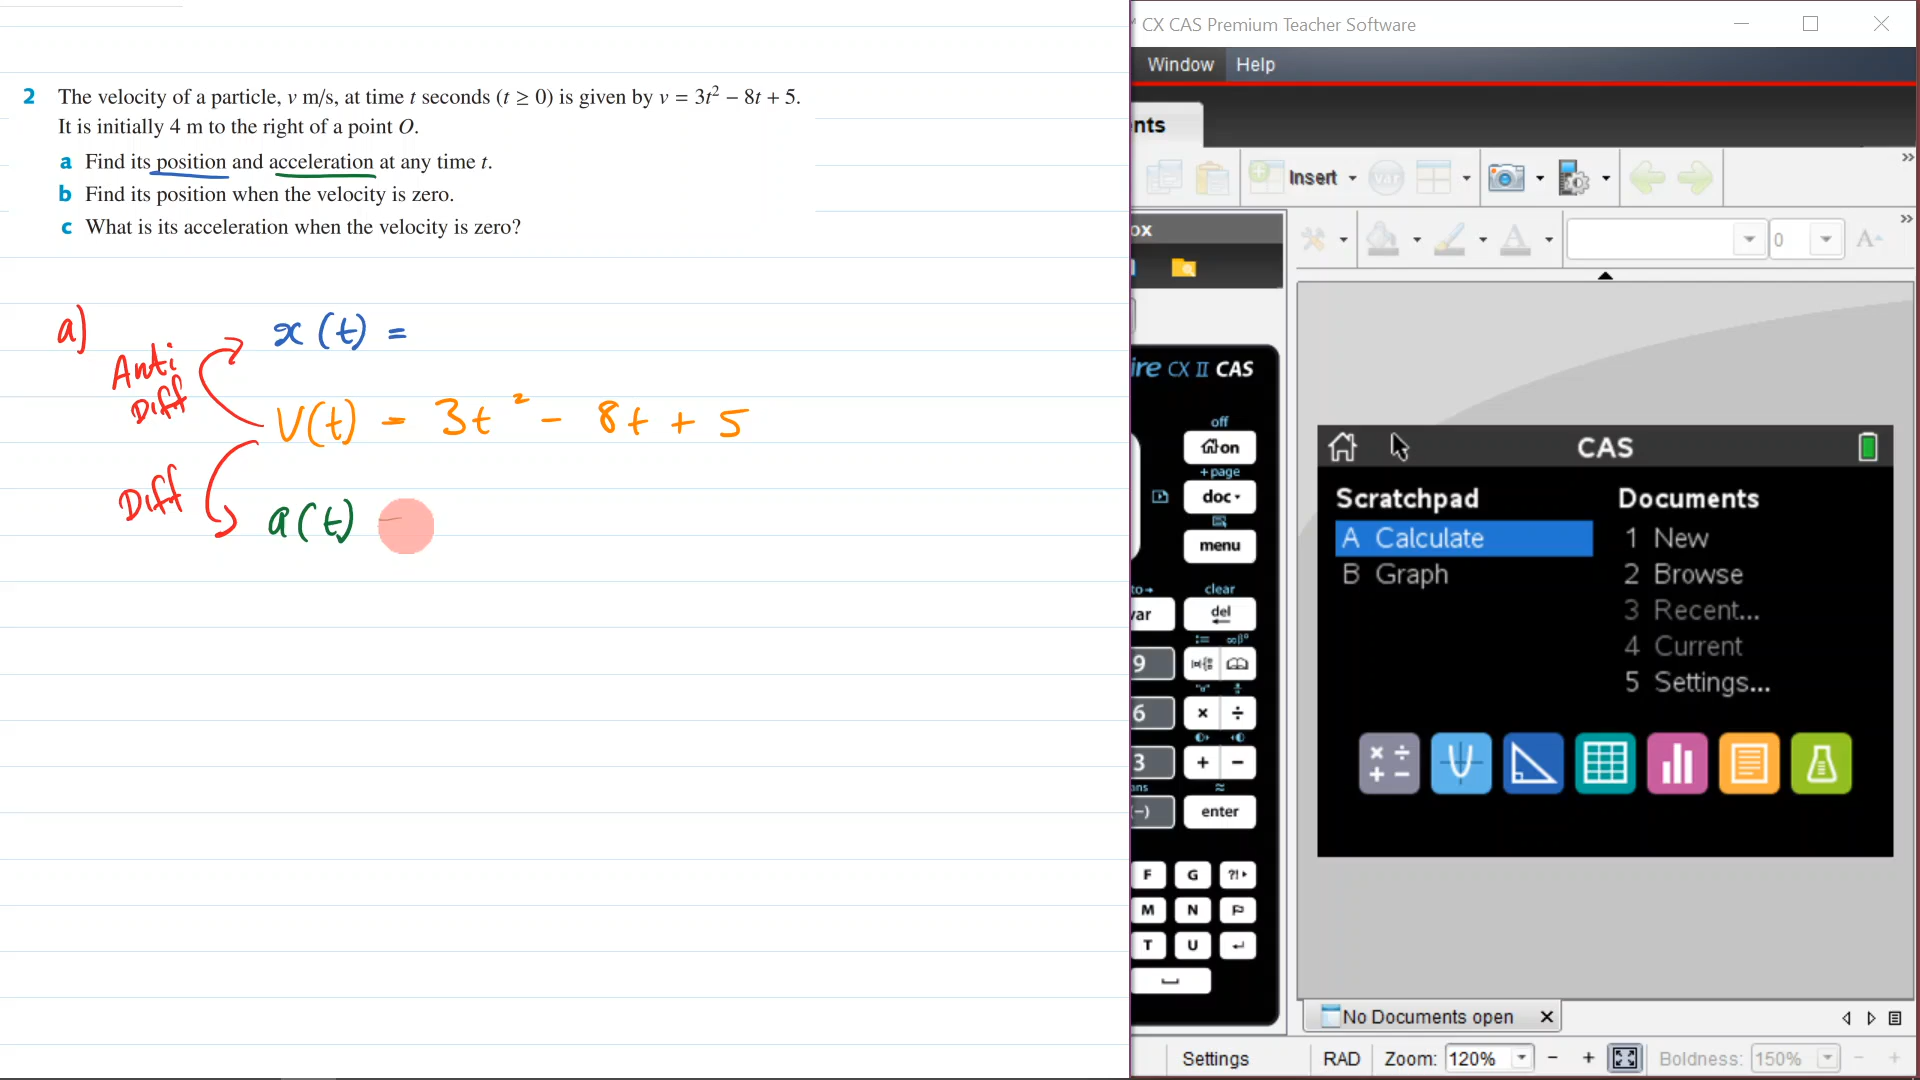 2 The velocity of a particle, v m/s, at time t seconds (t ≥ 0) is given by v = 3t² − 8t + 5.
It is initially 4 m to the right of a point O.
a Find its position and acceleration at any time t.
b Find its position when the velocity is zero.
c What is its acceleration when the velocity is zero?
a)
x(t) =
Anti
Diff
V(t) = 3t² − 8t + 5
Diff
a(t)
CX CAS Premium Teacher Software
Window Help
nts
Insert
var
0
A
ox
ire CX II CAS
off
on
+page
doc
menu
to→
clear
var
del
:= ∞β°
9
6
× ÷
3
+ −
ans
≈
(−)
enter
F G ?!▸
M N
T U
CAS
Scratchpad
A Calculate
B Graph
Documents
1 New
2 Browse
3 Recent...
4 Current
5 Settings...
No Documents open
Settings RAD Zoom: 120% − + Boldness: 150% − +